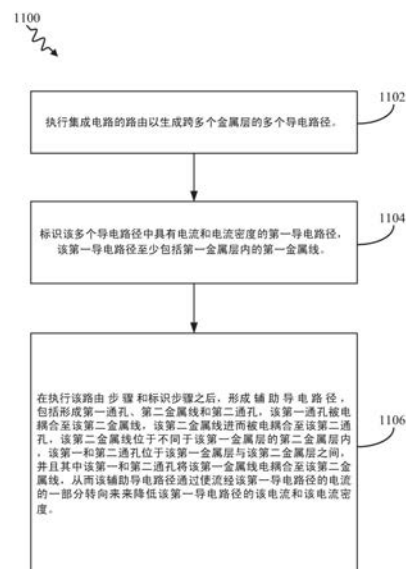 1100
1102
执行集成电路的路由以生成跨多个金属层的多个导电路径。
1104
标识该多个导电路径中具有电流和电流密度的第一导电路径,
该第一导电路径至少包括第一金属层内的第一金属线。
1106
在执行该路由步骤和标识步骤之后,形成辅助导电路径,
包括形成第一通孔、第二金属线和第二通孔,该第一通孔被电
耦合至该第二金属线,该第二金属线进而被电耦合至该第二通
孔,该第二金属线位于不同于该第一金属层的第二金属层内
,该第一和第二通孔位于该第一金属层与该第二金属层之间,
并且其中该第一和第二通孔将该第一金属线电耦合至该第二金
属线,从而该辅助导电路径通过使流经该第一导电路径的电流
的一部分转向来来降低该第一导电路径的该电流和该电流密
度。